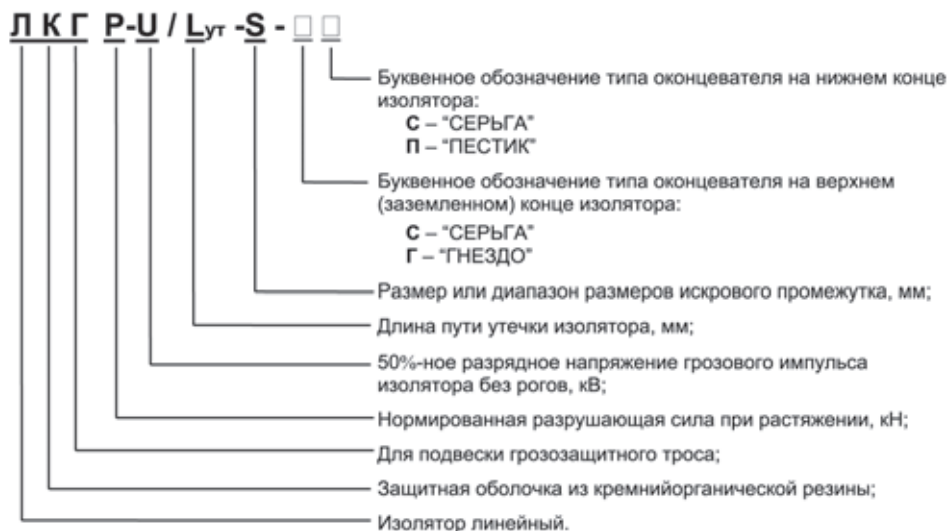 ЛКГ Р-U / Lут -S - □ □
Буквенное обозначение типа оконцевателя на нижнем конце
изолятора:
С – “СЕРЬГА”
П – “ПЕСТИК”
Буквенное обозначение типа оконцевателя на верхнем
(заземленном) конце изолятора:
С – “СЕРЬГА”
Г – “ГНЕЗДО”
Размер или диапазон размеров искрового промежутка, мм;
Длина пути утечки изолятора, мм;
50%-ное разрядное напряжение грозового импульса
изолятора без рогов, кВ;
Нормированная разрушающая сила при растяжении, кН;
Для подвески грозозащитного троса;
Защитная оболочка из кремнийорганической резины;
Изолятор линейный.